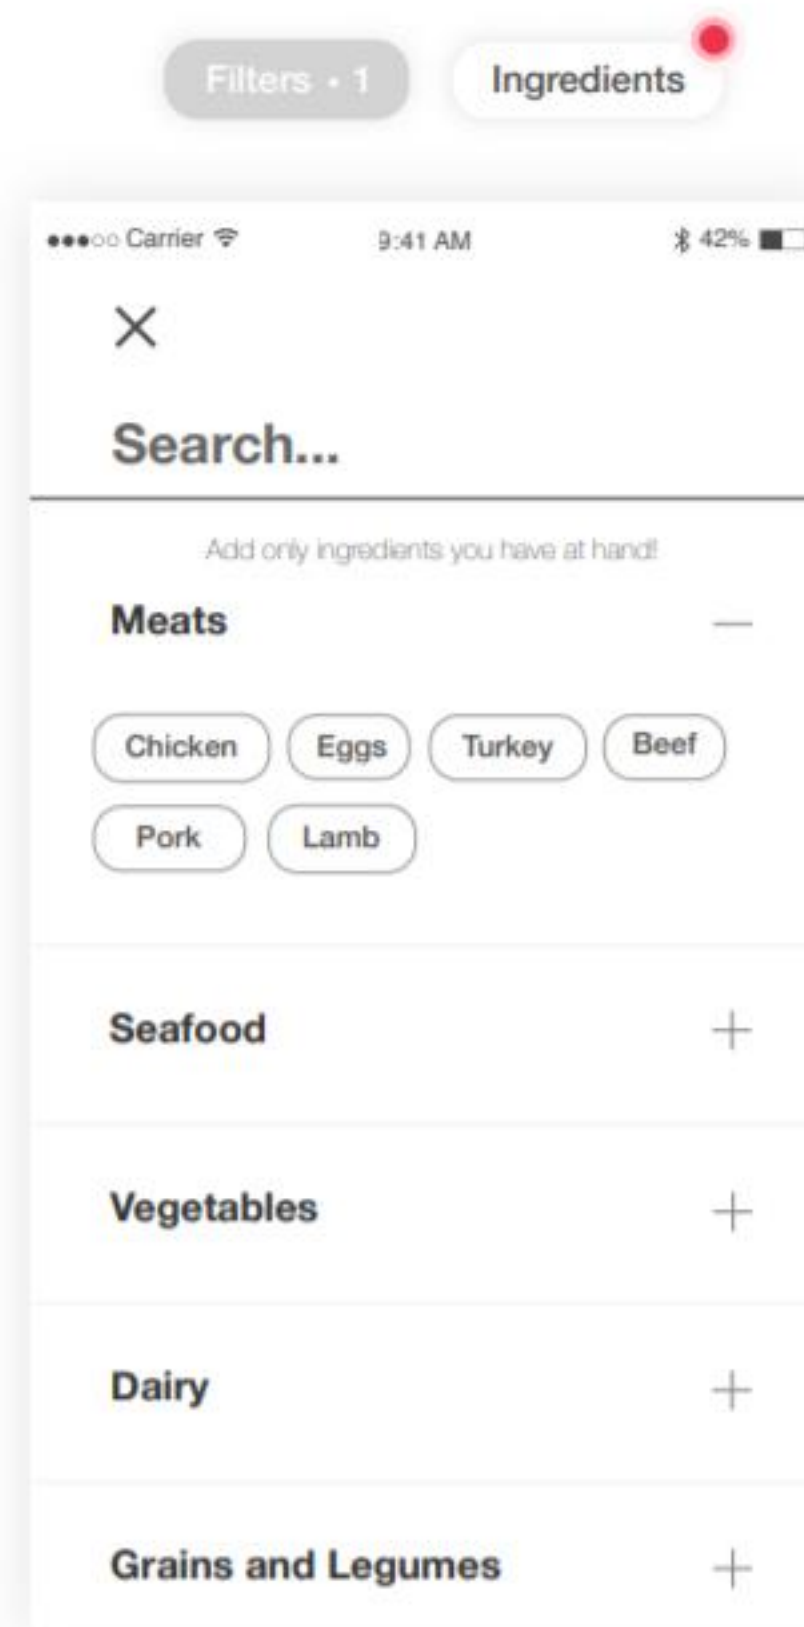 Filters • 1 Ingredients
Carrier 9:41 AM 42%
Search...
Add only ingredients you have at hand!
Meats
Chicken Eggs Turkey Beef
Pork Lamb
Seafood
Vegetables
Dairy
Grains and Legumes